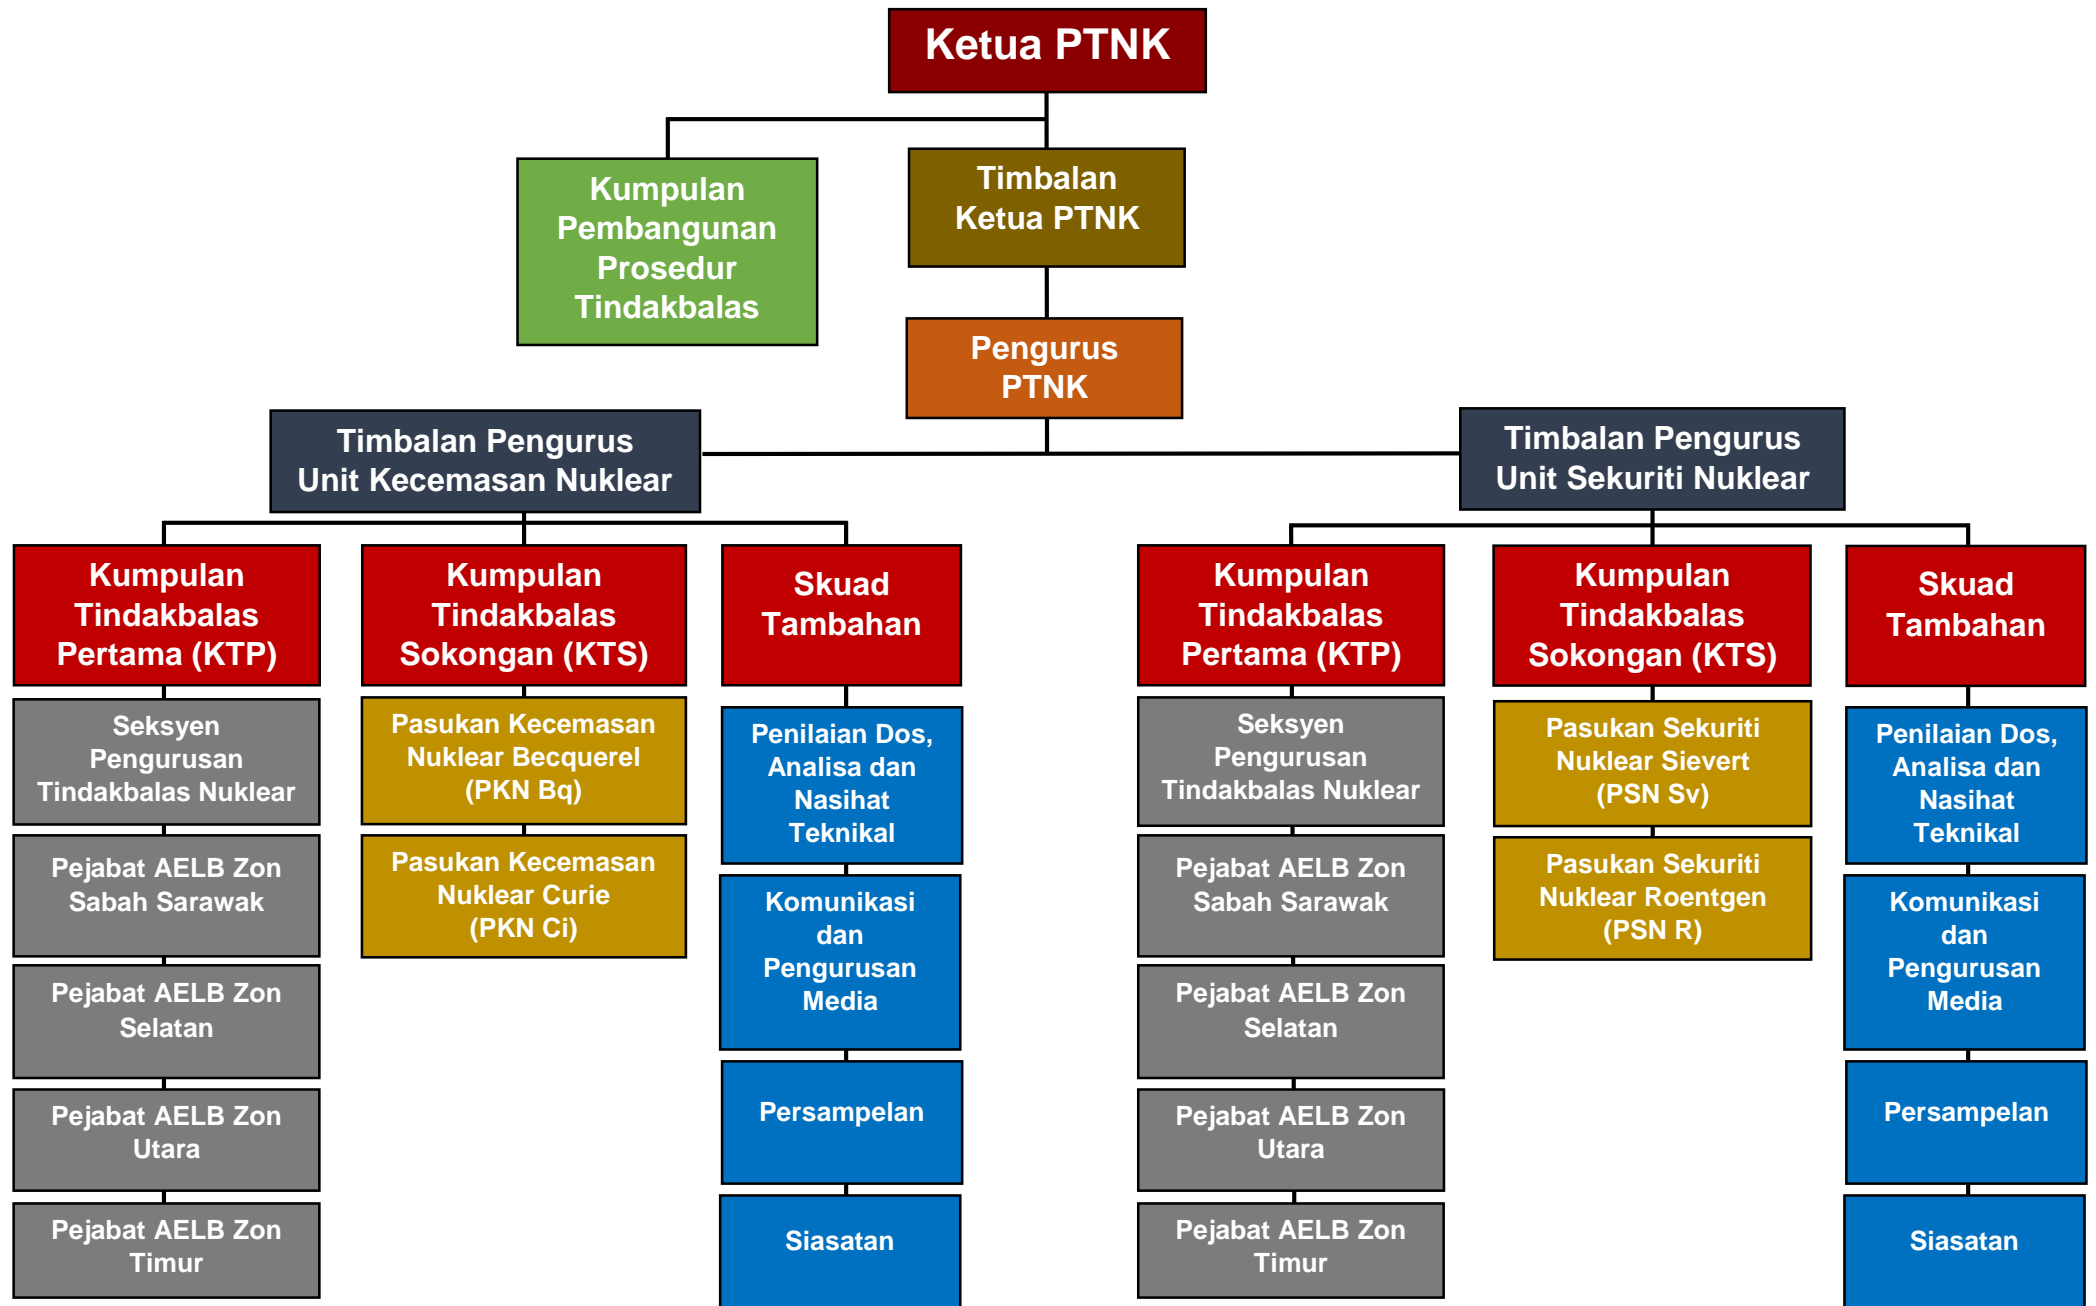 Ketua PTNK
Kumpulan
Pembangunan
Prosedur
Tindakbalas
Timbalan
Ketua PTNK
Pengurus
PTNK
Timbalan Pengurus
Unit Kecemasan Nuklear
Timbalan Pengurus
Unit Sekuriti Nuklear
Kumpulan
Tindakbalas
Pertama (KTP)
Seksyen
Pengurusan
Tindakbalas Nuklear
Pejabat AELB Zon
Sabah Sarawak
Pejabat AELB Zon
Selatan
Pejabat AELB Zon
Utara
Pejabat AELB Zon
Timur
Kumpulan
Tindakbalas
Sokongan (KTS)
Pasukan Kecemasan
Nuklear Becquerel
(PKN Bq)
Pasukan Kecemasan
Nuklear Curie
(PKN Ci)
Skuad
Tambahan
Penilaian Dos,
Analisa dan
Nasihat
Teknikal
Komunikasi
dan
Pengurusan
Media
Persampelan
Siasatan
Kumpulan
Tindakbalas
Pertama (KTP)
Seksyen
Pengurusan
Tindakbalas Nuklear
Pejabat AELB Zon
Sabah Sarawak
Pejabat AELB Zon
Selatan
Pejabat AELB Zon
Utara
Pejabat AELB Zon
Timur
Kumpulan
Tindakbalas
Sokongan (KTS)
Pasukan Sekuriti
Nuklear Sievert
(PSN Sv)
Pasukan Sekuriti
Nuklear Roentgen
(PSN R)
Skuad
Tambahan
Penilaian Dos,
Analisa dan
Nasihat
Teknikal
Komunikasi
dan
Pengurusan
Media
Persampelan
Siasatan